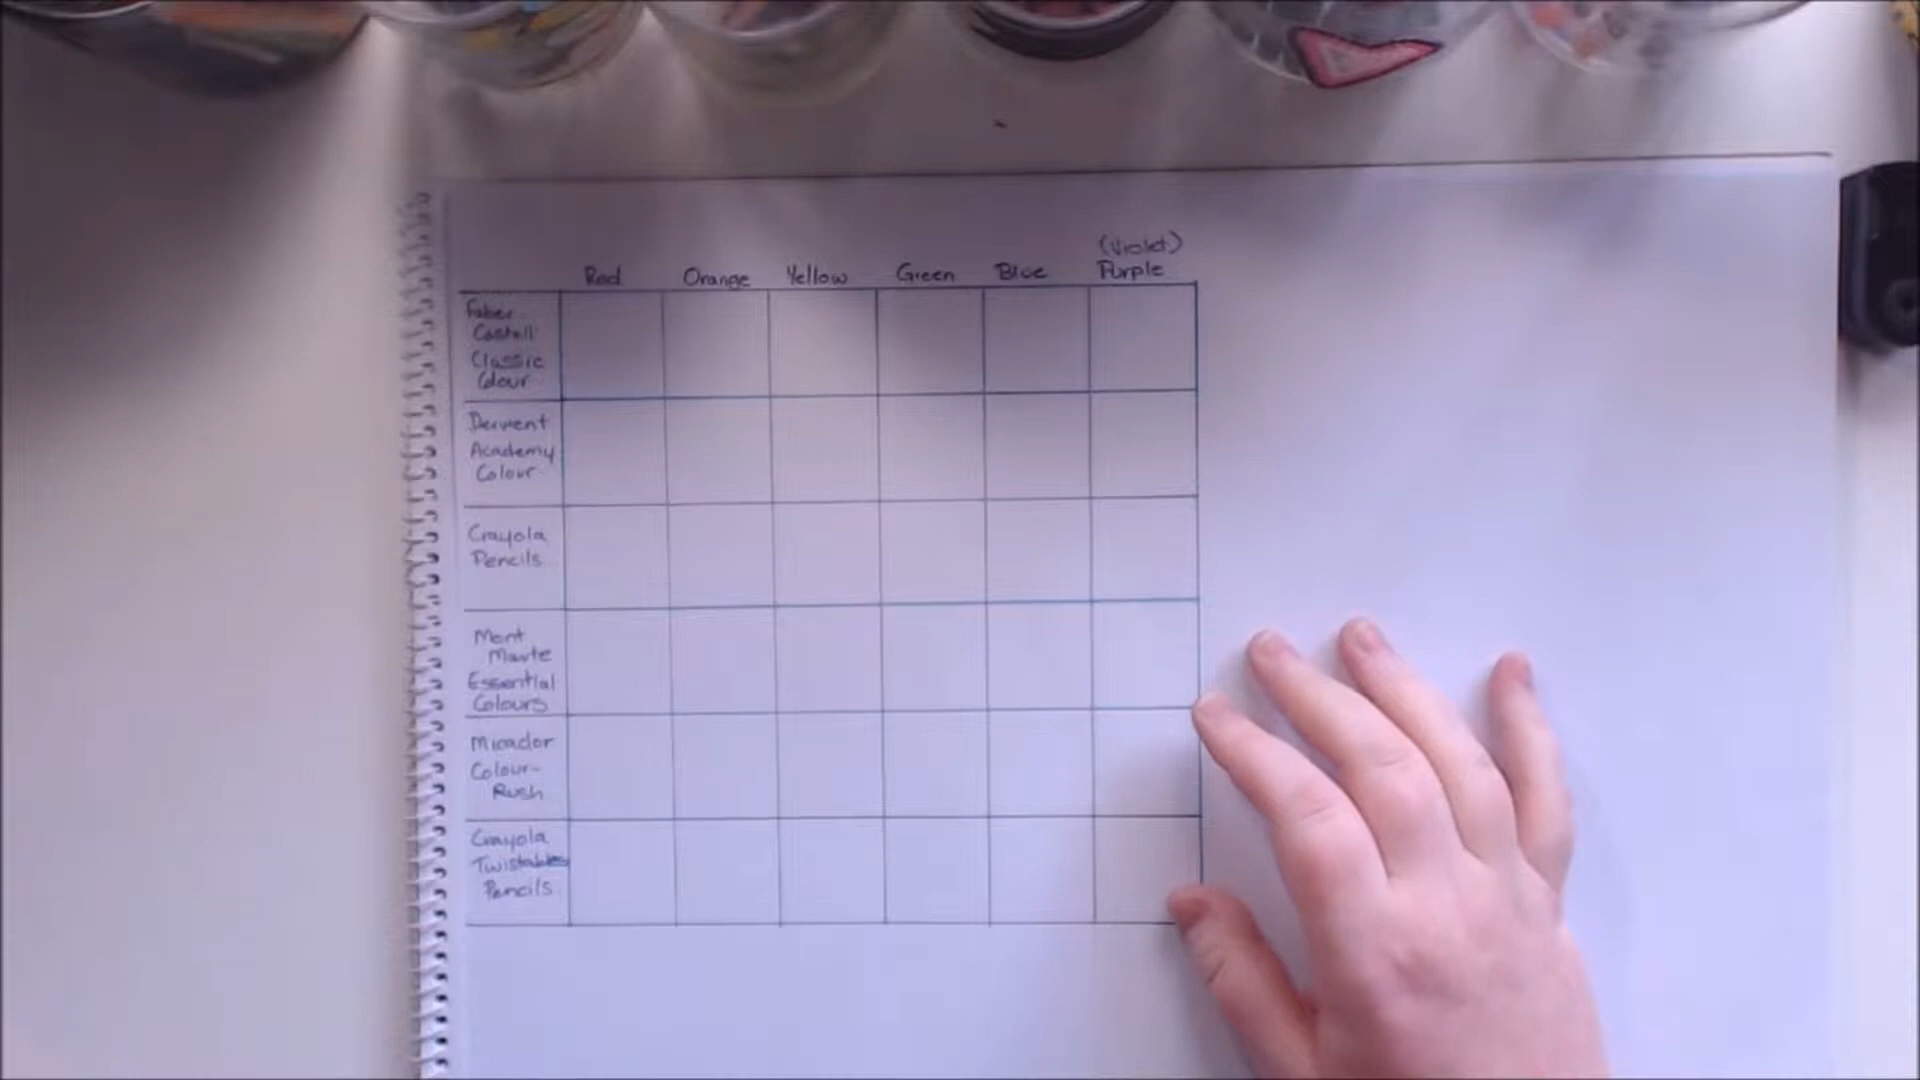 (Violet)
Red Orange Yellow Green Blue Purple
Faber
Castell
Classic
Colour
Derwent
Academy
Colour
Crayola
Pencils
Mont
Marte
Essential
Colours
Micador
Colour-
Rush
Crayola
Twistables
Pencils